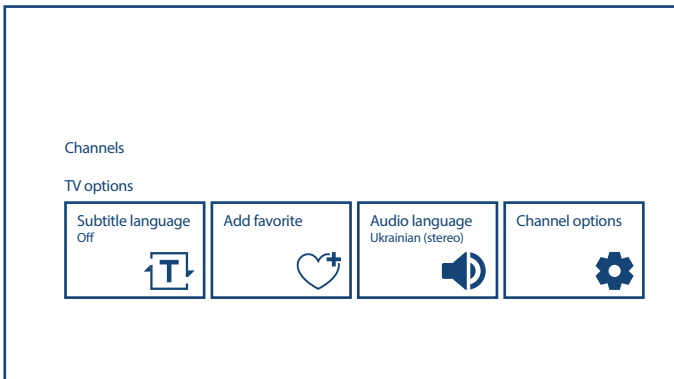 Channels
TV options
Subtitle language
Off
T
Add favorite
Audio language
Ukrainian (stereo)
Channel options